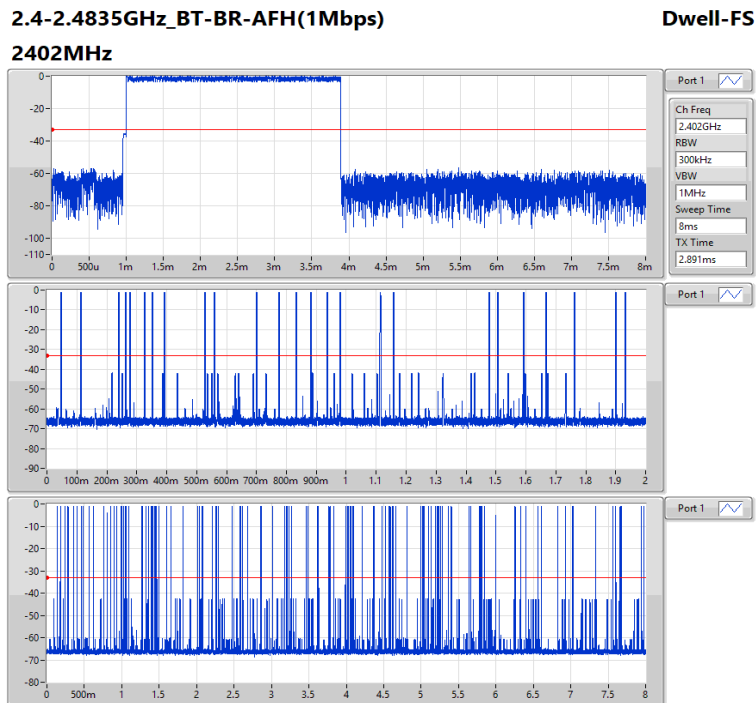 2.4-2.4835GHz_BT-BR-AFH(1Mbps) Dwell-FS
2402MHz
Port 1
Ch Freq
2.402GHz
RBW
300kHz
VBW
1MHz
Sweep Time
8ms
TX Time
2.891ms
0
-20
-40
-60
-80
-100
-110
0 500u 1m 1.5m 2m 2.5m 3m 3.5m 4m 4.5m 5m 5.5m 6m 6.5m 7m 7.5m 8m
Port 1
0
-10
-20
-30
-40
-50
-60
-70
-80
-90
0 100m 200m 300m 400m 500m 600m 700m 800m 900m 1 1.1 1.2 1.3 1.4 1.5 1.6 1.7 1.8 1.9 2
Port 1
0
-10
-20
-30
-40
-50
-60
-70
-80
0 500m 1 1.5 2 2.5 3 3.5 4 4.5 5 5.5 6 6.5 7 7.5 8